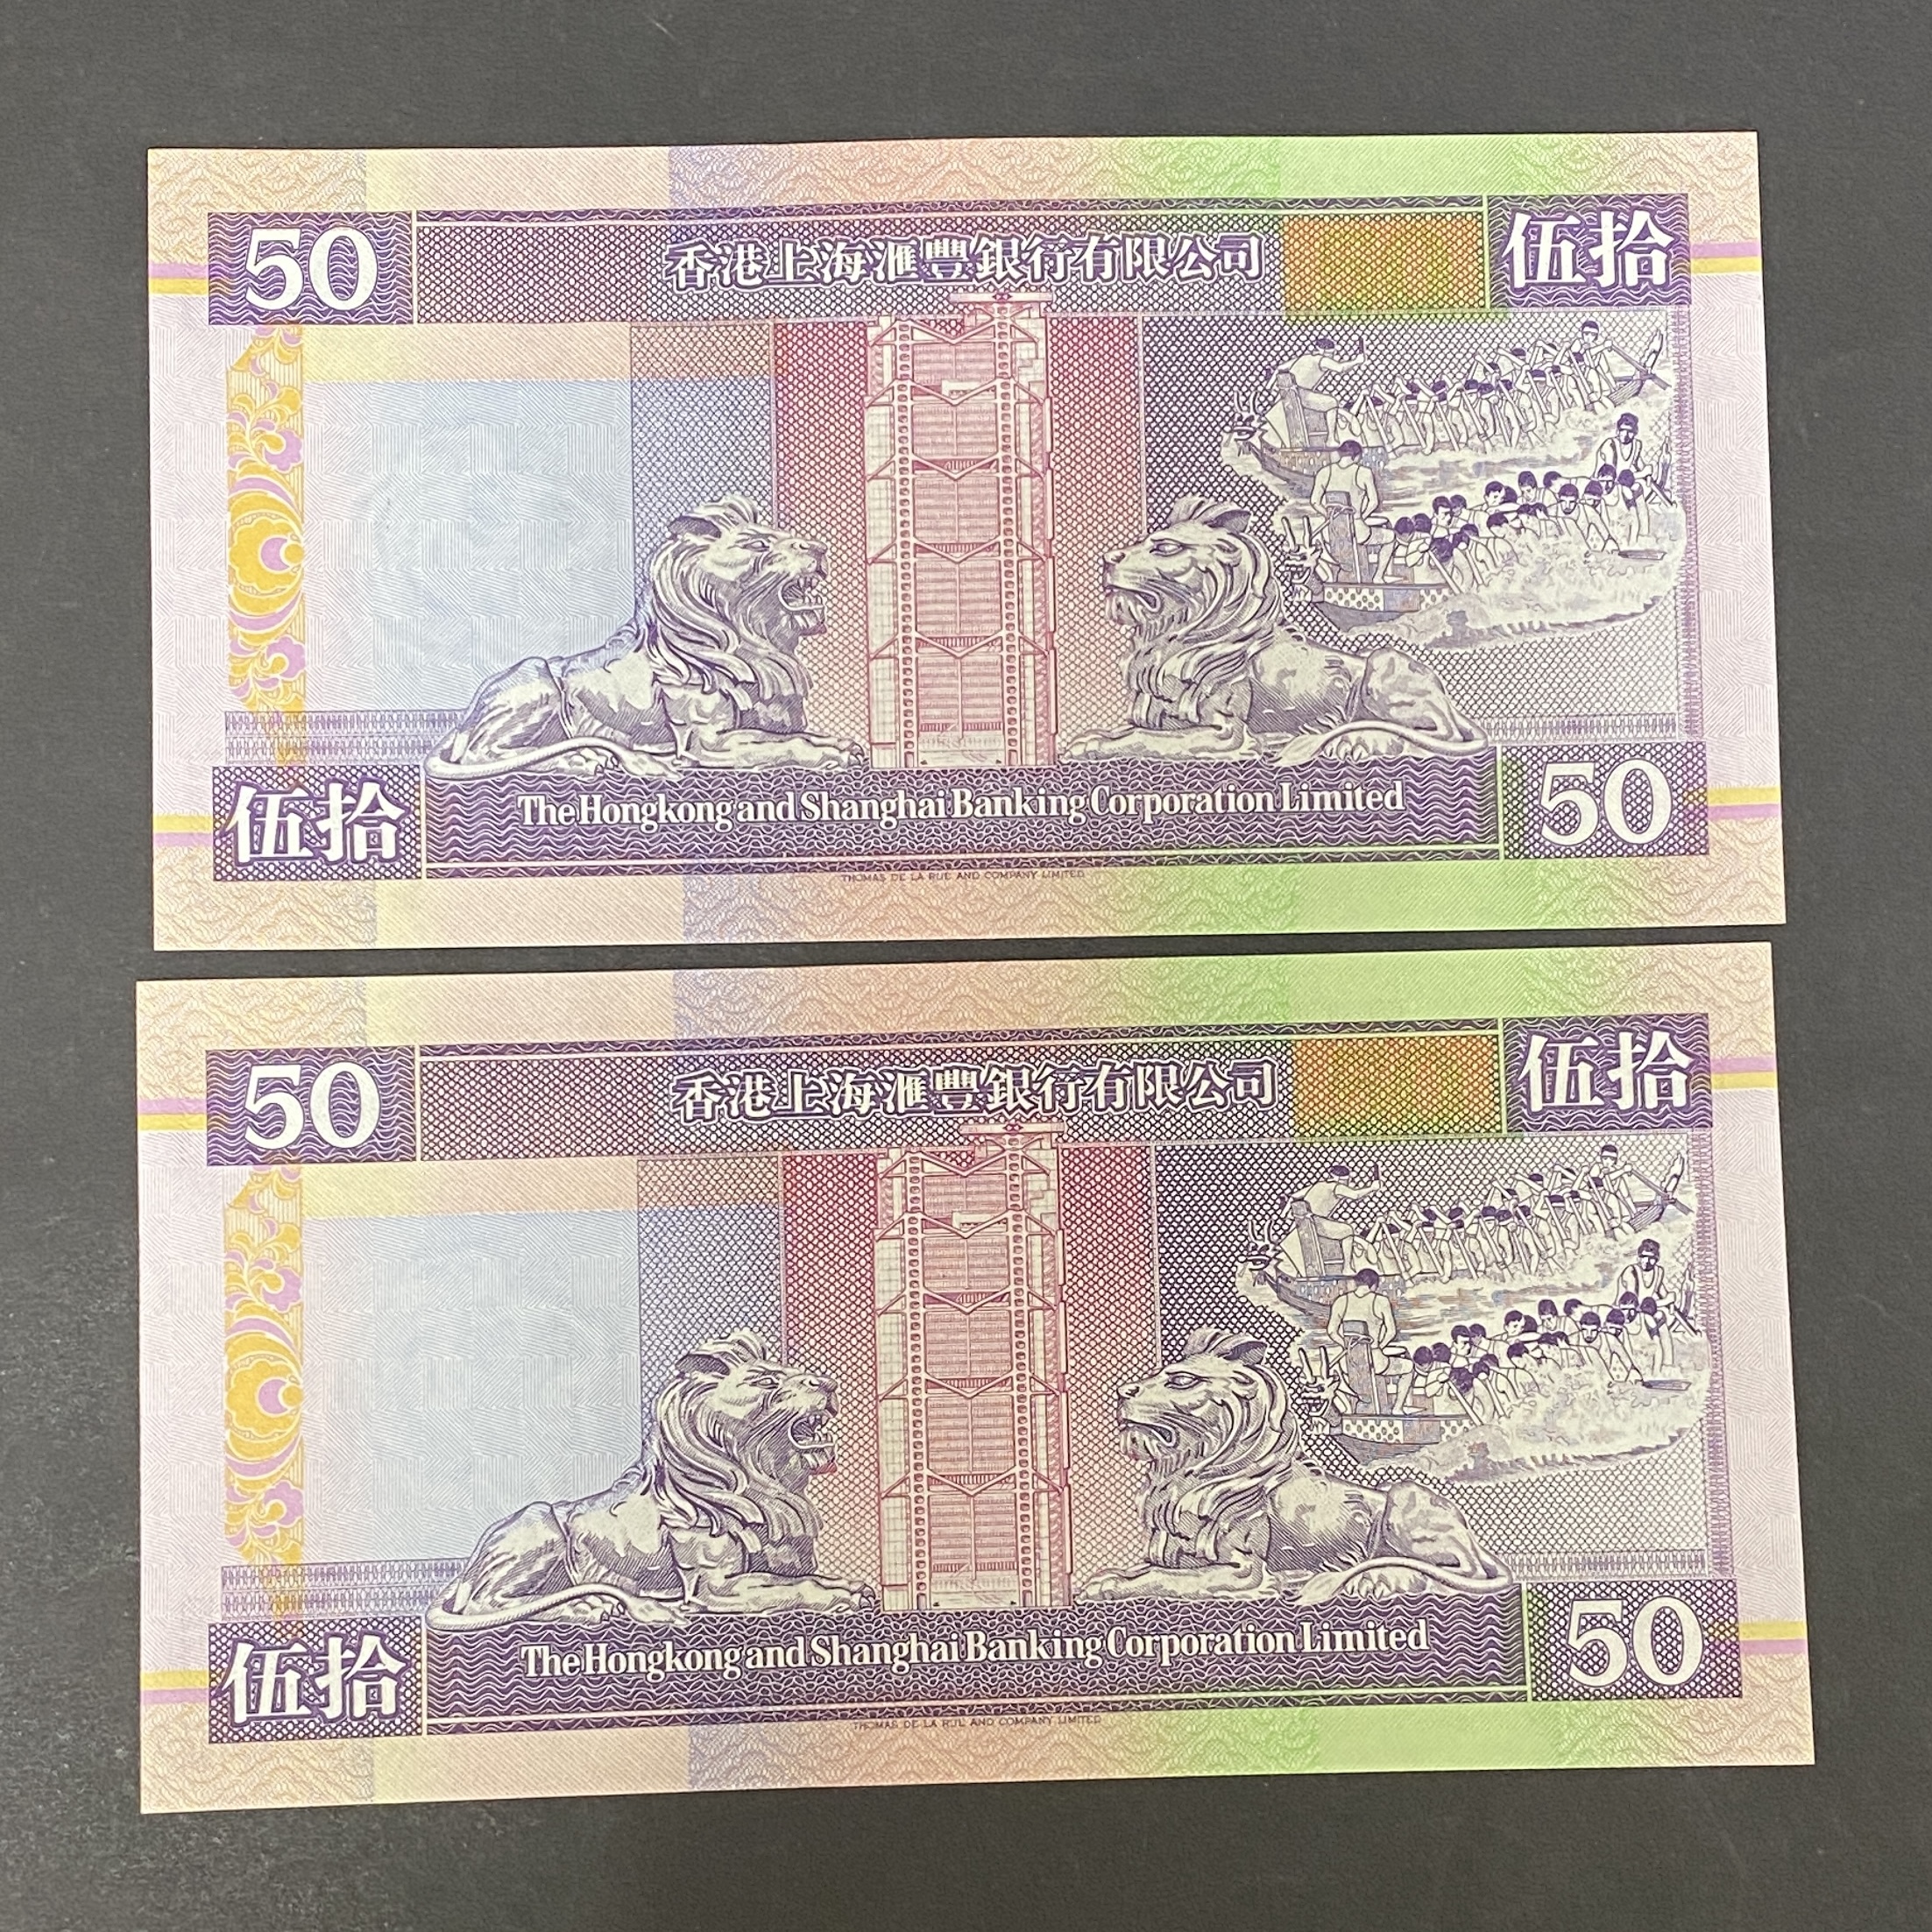 50
香港上海滙豐銀行有限公司
伍拾
伍拾
The Hongkong and Shanghai Banking Corporation Limited
50
THOMAS DE LA RUE AND COMPANY LIMITED
50
香港上海滙豐銀行有限公司
伍拾
伍拾
The Hongkong and Shanghai Banking Corporation Limited
50
THOMAS DE LA RUE AND COMPANY LIMITED